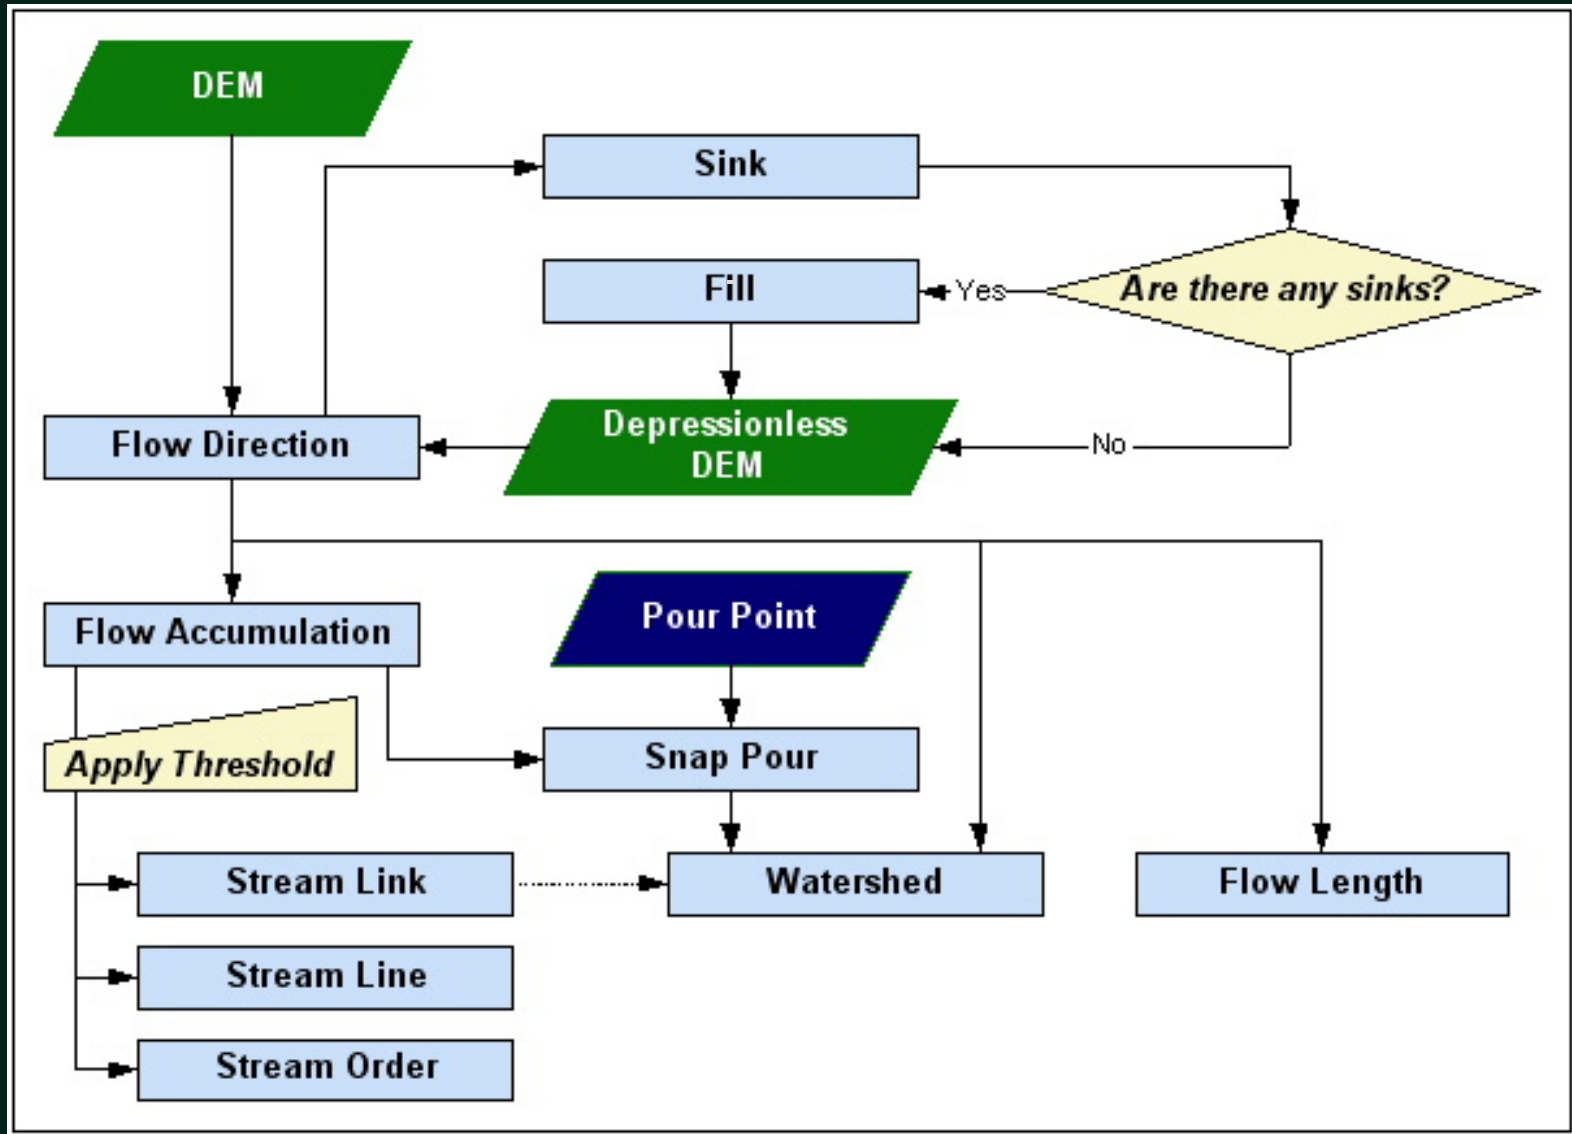 DEM
Sink
Are there any sinks?
Yes
Fill
Depressionless
DEM
No
Flow Direction
Flow Accumulation
Pour Point
Apply Threshold
Snap Pour
Stream Link
Watershed
Flow Length
Stream Line
Stream Order